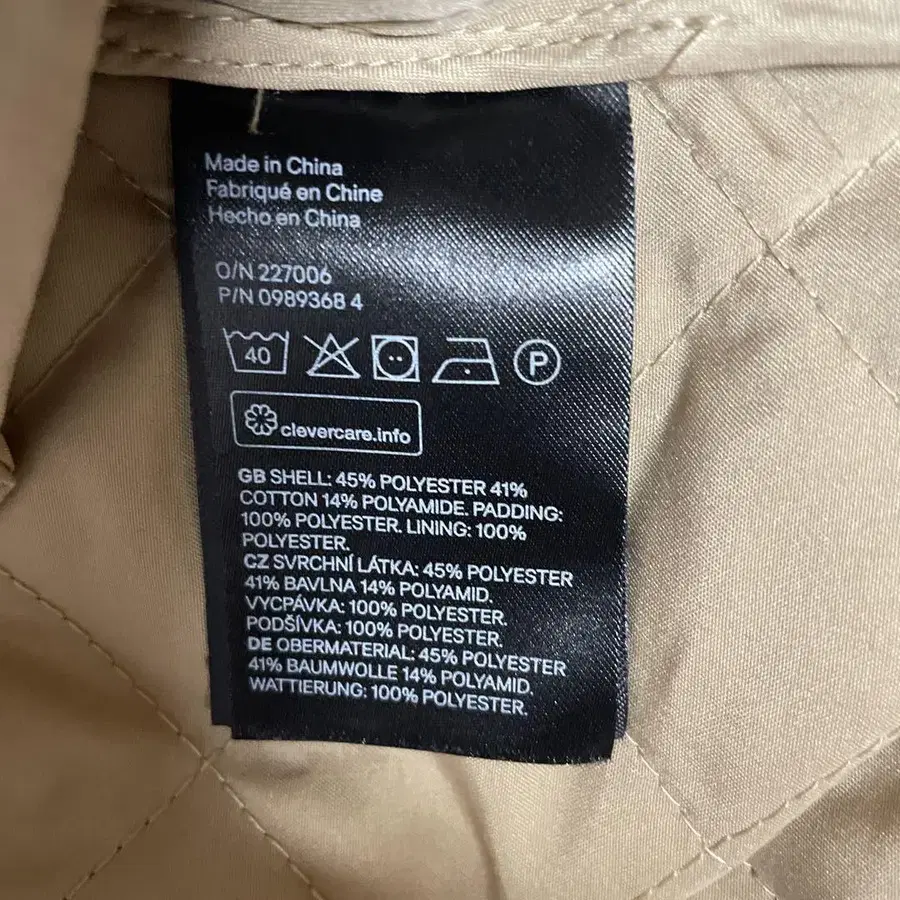 Made in China
Fabriqué en Chine
Hecho en China
O/N 227006
P/N 0989368 4
40
P
clevercare.info
GB SHELL: 45% POLYESTER 41%
COTTON 14% POLYAMIDE. PADDING:
100% POLYESTER. LINING: 100%
POLYESTER.
CZ SVRCHNÍ LÁTKA: 45% POLYESTER
41% BAVLNA 14% POLYAMID.
VYCPÁVKA: 100% POLYESTER.
PODŠÍVKA: 100% POLYESTER.
DE OBERMATERIAL: 45% POLYESTER
41% BAUMWOLLE 14% POLYAMID.
WATTIERUNG: 100% POLYESTER.